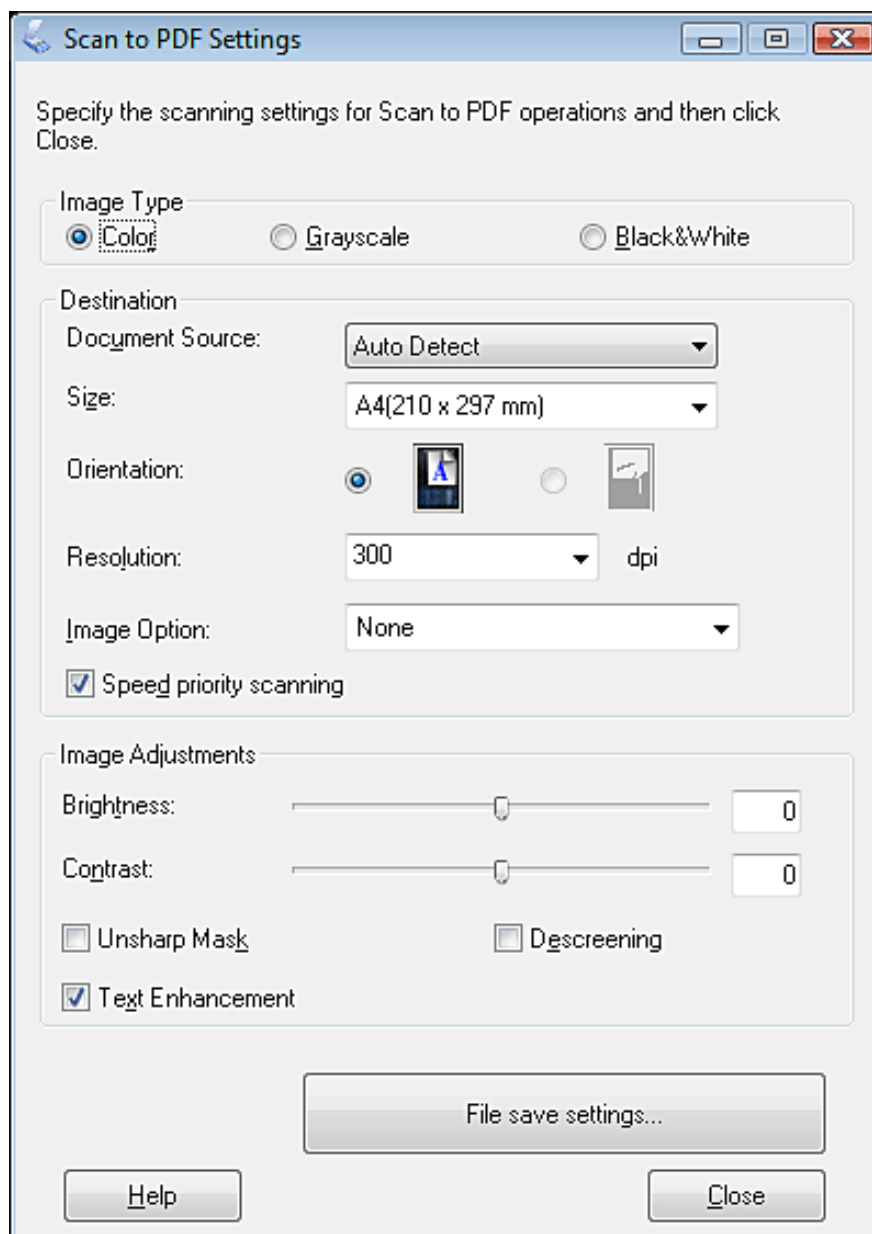 Scan to PDF Settings
Specify the scanning settings for Scan to PDF operations and then click
Close.
Image Type
Color Grayscale Black&White
Destination
Document Source: Auto Detect
Size: A4(210 x 297 mm)
Orientation: A
Resolution: 300 dpi
Image Option: None
Speed priority scanning
Image Adjustments
Brightness: 0
Contrast: 0
Unsharp Mask Descreening
Text Enhancement
File save settings...
Help Close